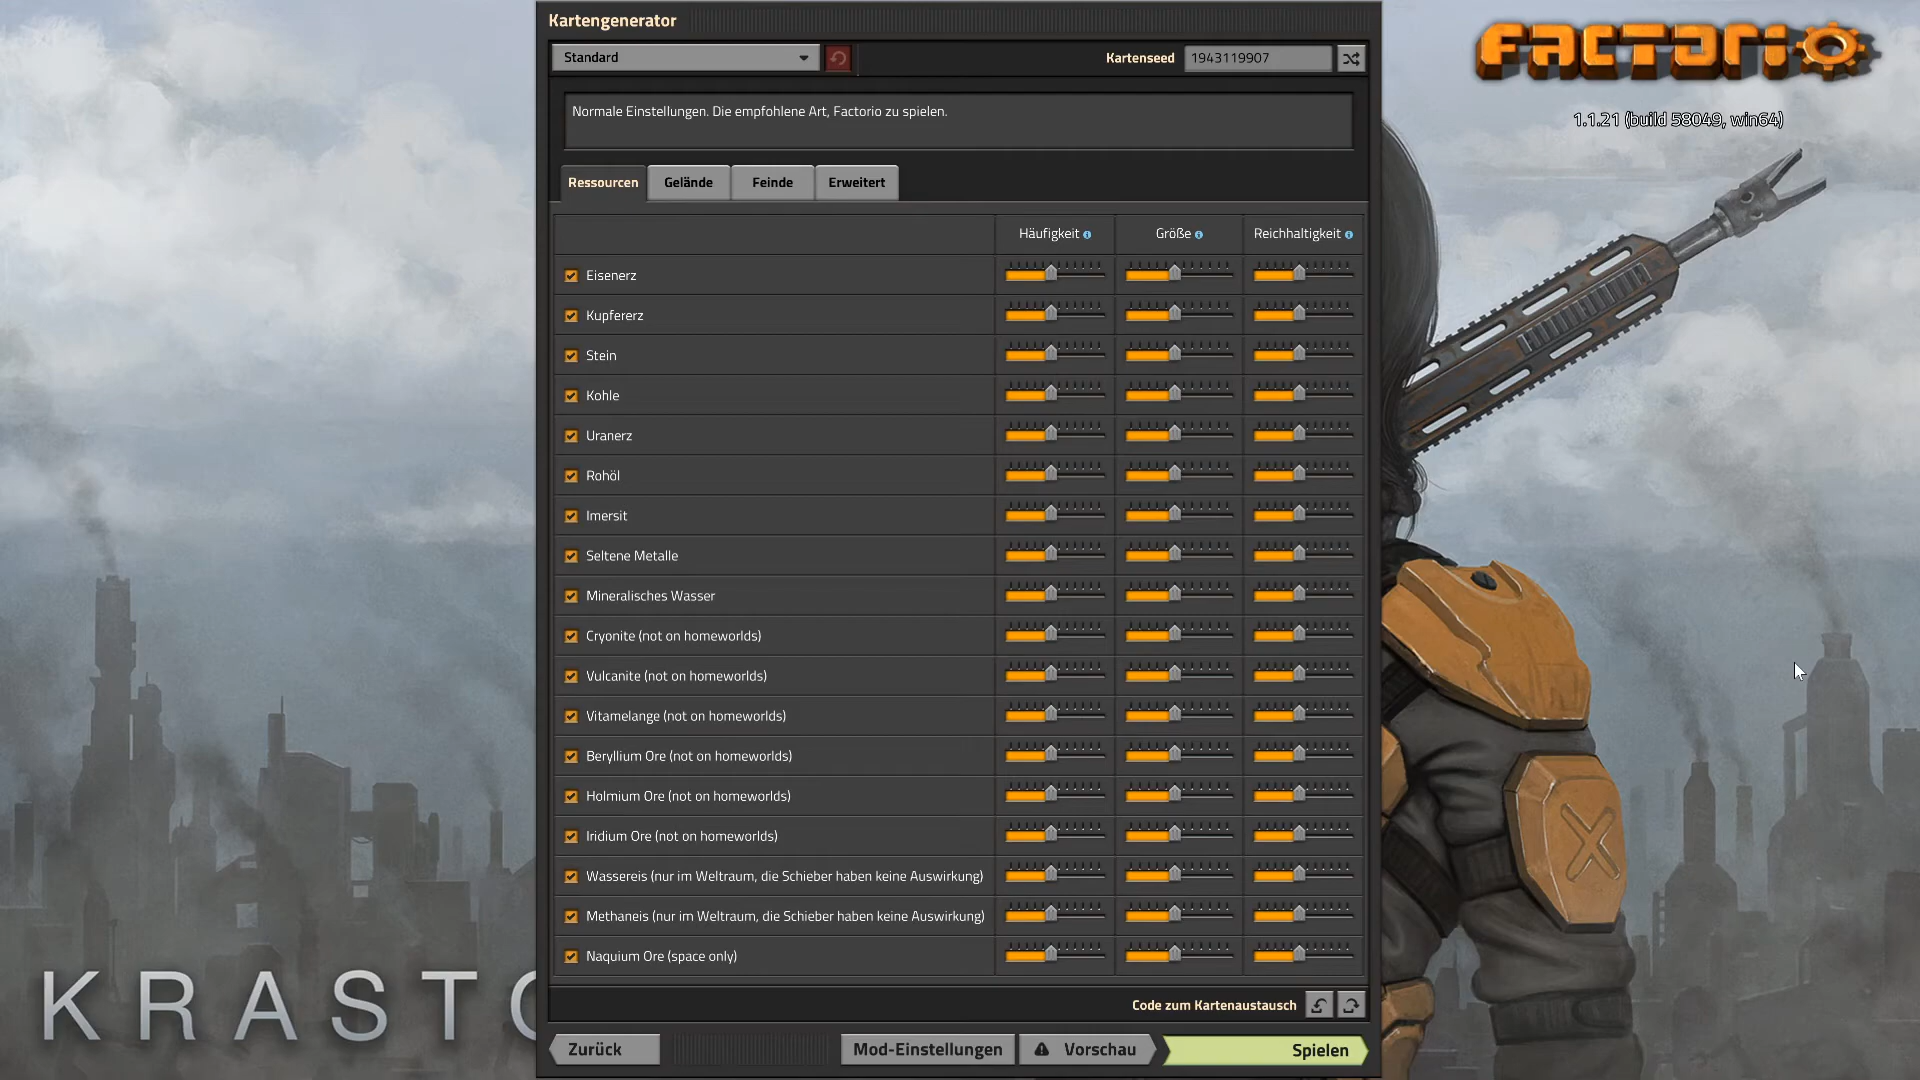 Kartengenerator
Standard
Kartenseed 1943119907
FACTORIO
1.1.21 (build 58049, win64)
Normale Einstellungen. Die empfohlene Art, Factorio zu spielen.
Ressourcen Gelände Feinde Erweitert
Häufigkeit Größe Reichhaltigkeit
Eisenerz
Kupfererz
Stein
Kohle
Uranerz
Rohöl
Imersit
Seltene Metalle
Mineralisches Wasser
Cryonite (not on homeworlds)
Vulcanite (not on homeworlds)
Vitamelange (not on homeworlds)
Beryllium Ore (not on homeworlds)
Holmium Ore (not on homeworlds)
Iridium Ore (not on homeworlds)
Wassereis (nur im Weltraum, die Schieber haben keine Auswirkung)
Methaneis (nur im Weltraum, die Schieber haben keine Auswirkung)
Naquium Ore (space only)
KRASTO
Code zum Kartenaustausch
Zurück Mod-Einstellungen Vorschau Spielen